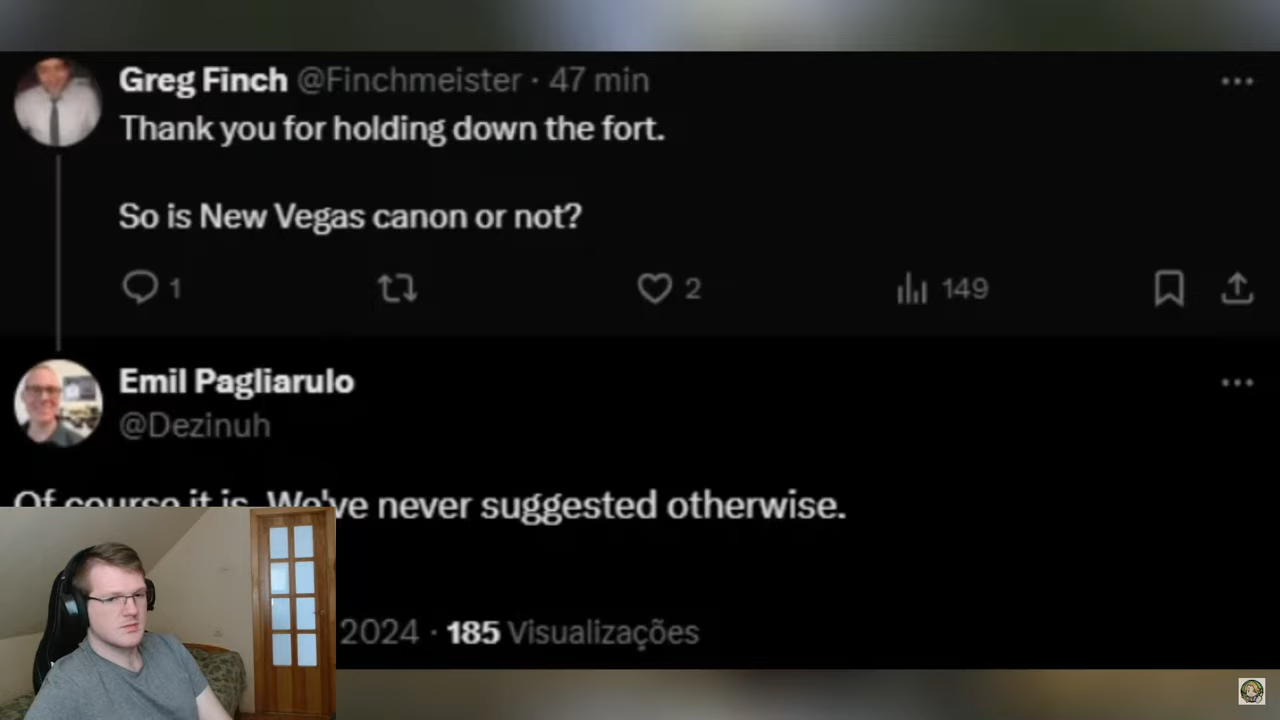 Greg Finch @Finchmeister · 47 min
Thank you for holding down the fort.
So is New Vegas canon or not?
1 2 149
Emil Pagliarulo
@Dezinuh
Of course it is. We've never suggested otherwise.
2024 · 185 Visualizações